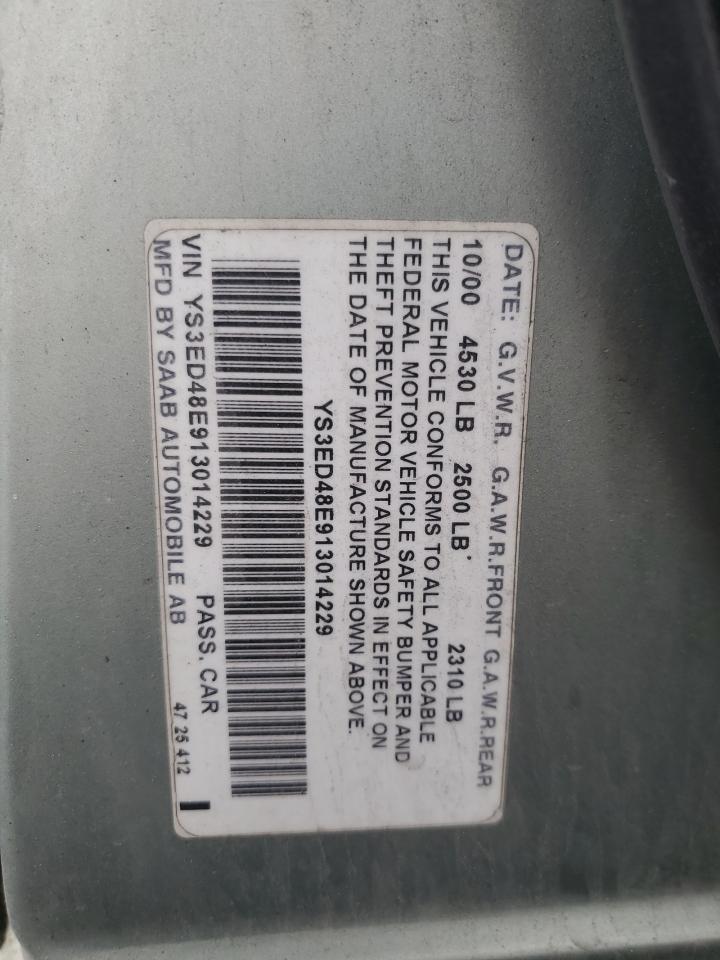 DATE: G.V.W.R. G.A.W.R.FRONT G.A.W.R.REAR
10/00 4530 LB 2500 LB 2310 LB
THIS VEHICLE CONFORMS TO ALL APPLICABLE
FEDERAL MOTOR VEHICLE SAFETY BUMPER AND
THEFT PREVENTION STANDARDS IN EFFECT ON
THE DATE OF MANUFACTURE SHOWN ABOVE.
YS3ED48E913014229
VIN YS3ED48E913014229 PASS. CAR
MFD BY SAAB AUTOMOBILE AB 47 25 412